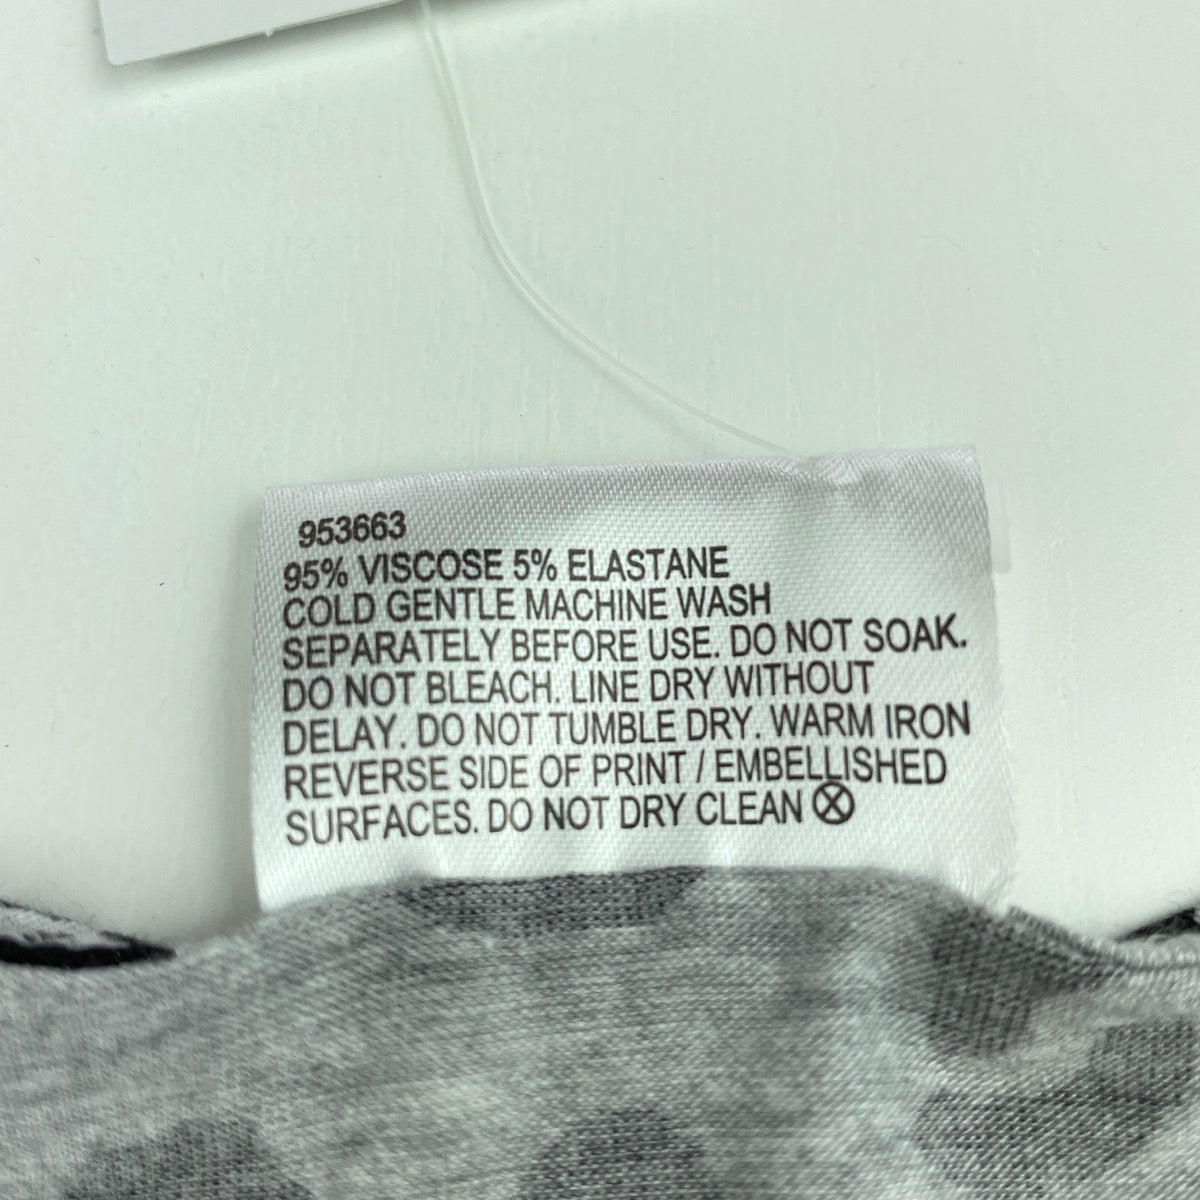 953663
95% VISCOSE 5% ELASTANE
COLD GENTLE MACHINE WASH
SEPARATELY BEFORE USE. DO NOT SOAK.
DO NOT BLEACH. LINE DRY WITHOUT
DELAY. DO NOT TUMBLE DRY. WARM IRON
REVERSE SIDE OF PRINT / EMBELLISHED
SURFACES. DO NOT DRY CLEAN